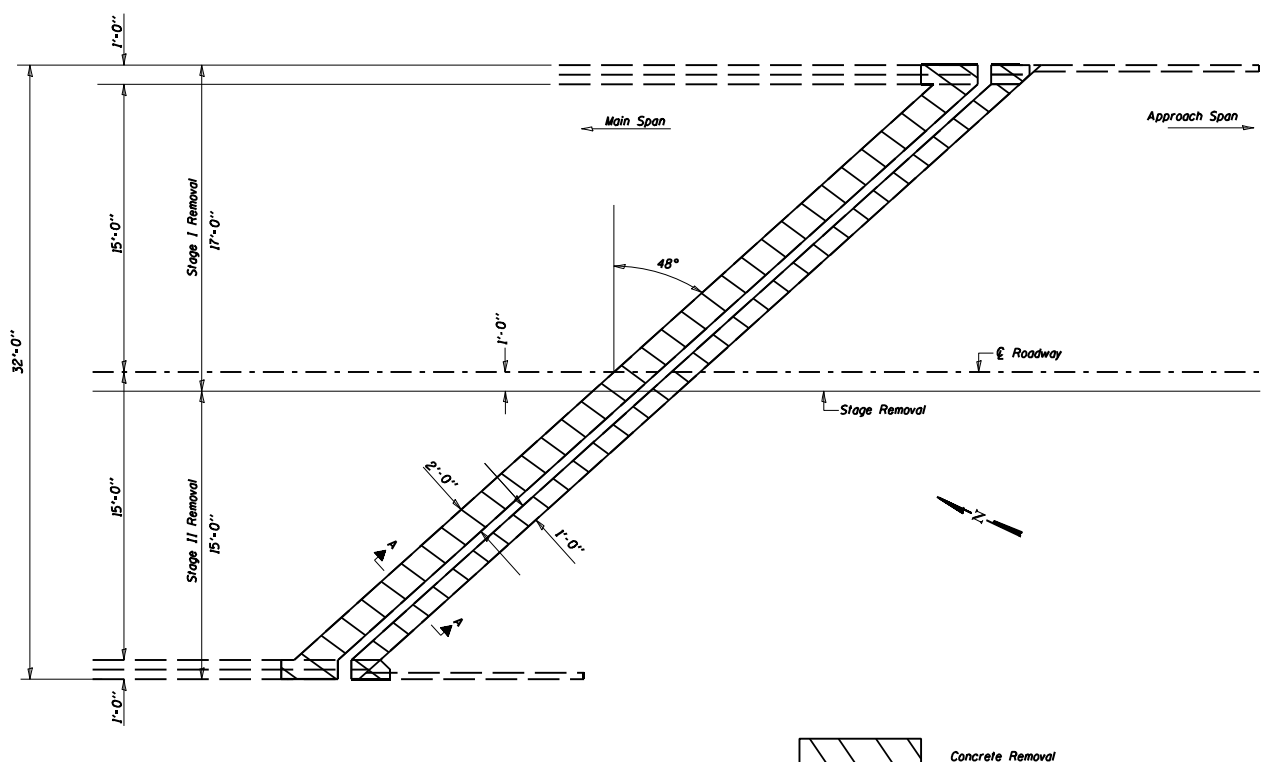 1'-0"
32'-0"
15'-0"
Stage I Removal
17'-0"
Main Span
Approach Span
48°
1'-0"
℄ Roadway
Stage Removal
15'-0"
Stage II Removal
15'-0"
2'-0"
1'-0"
A
A
N
1'-0"
Concrete Removal